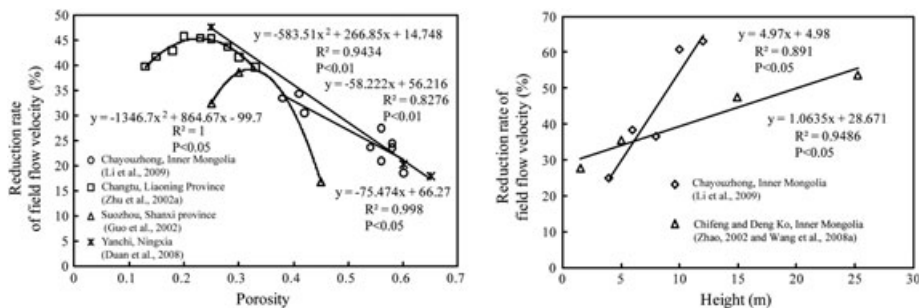 50
45
40
35
30
25
20
15
10
5
0
Reduction rate
of field flow velocity (%)
y = -583.51x² + 266.85x + 14.748
R² = 0.9434
P<0.01
y = -58.222x + 56.216
R² = 0.8276
P<0.01
y = -1346.7x² + 864.67x - 99.7
R² = 1
P<0.05
y = -75.474x + 66.27
R² = 0.998
P<0.05
Chayouzhong, Inner Mongolia
(Li et al., 2009)
Changtu, Liaoning Province
(Zhu et al., 2002a)
Suozhou, Shanxi province
(Guo et al., 2002)
Yanchi, Ningxia
(Duan et al., 2008)
0 0.1 0.2 0.3 0.4 0.5 0.6 0.7
Porosity
70
60
50
40
30
20
10
0
Reduction rate of
field flow velocity (%)
y = 4.97x + 4.98
R² = 0.891
P<0.05
y = 1.0635x + 28.671
R² = 0.9486
P<0.05
Chayouzhong, Inner Mongolia
(Li et al., 2009)
Chifeng and Deng Ko, Inner Mongolia
(Zhao, 2002 and Wang et al., 2008a)
0 5 10 15 20 25 30
Height (m)